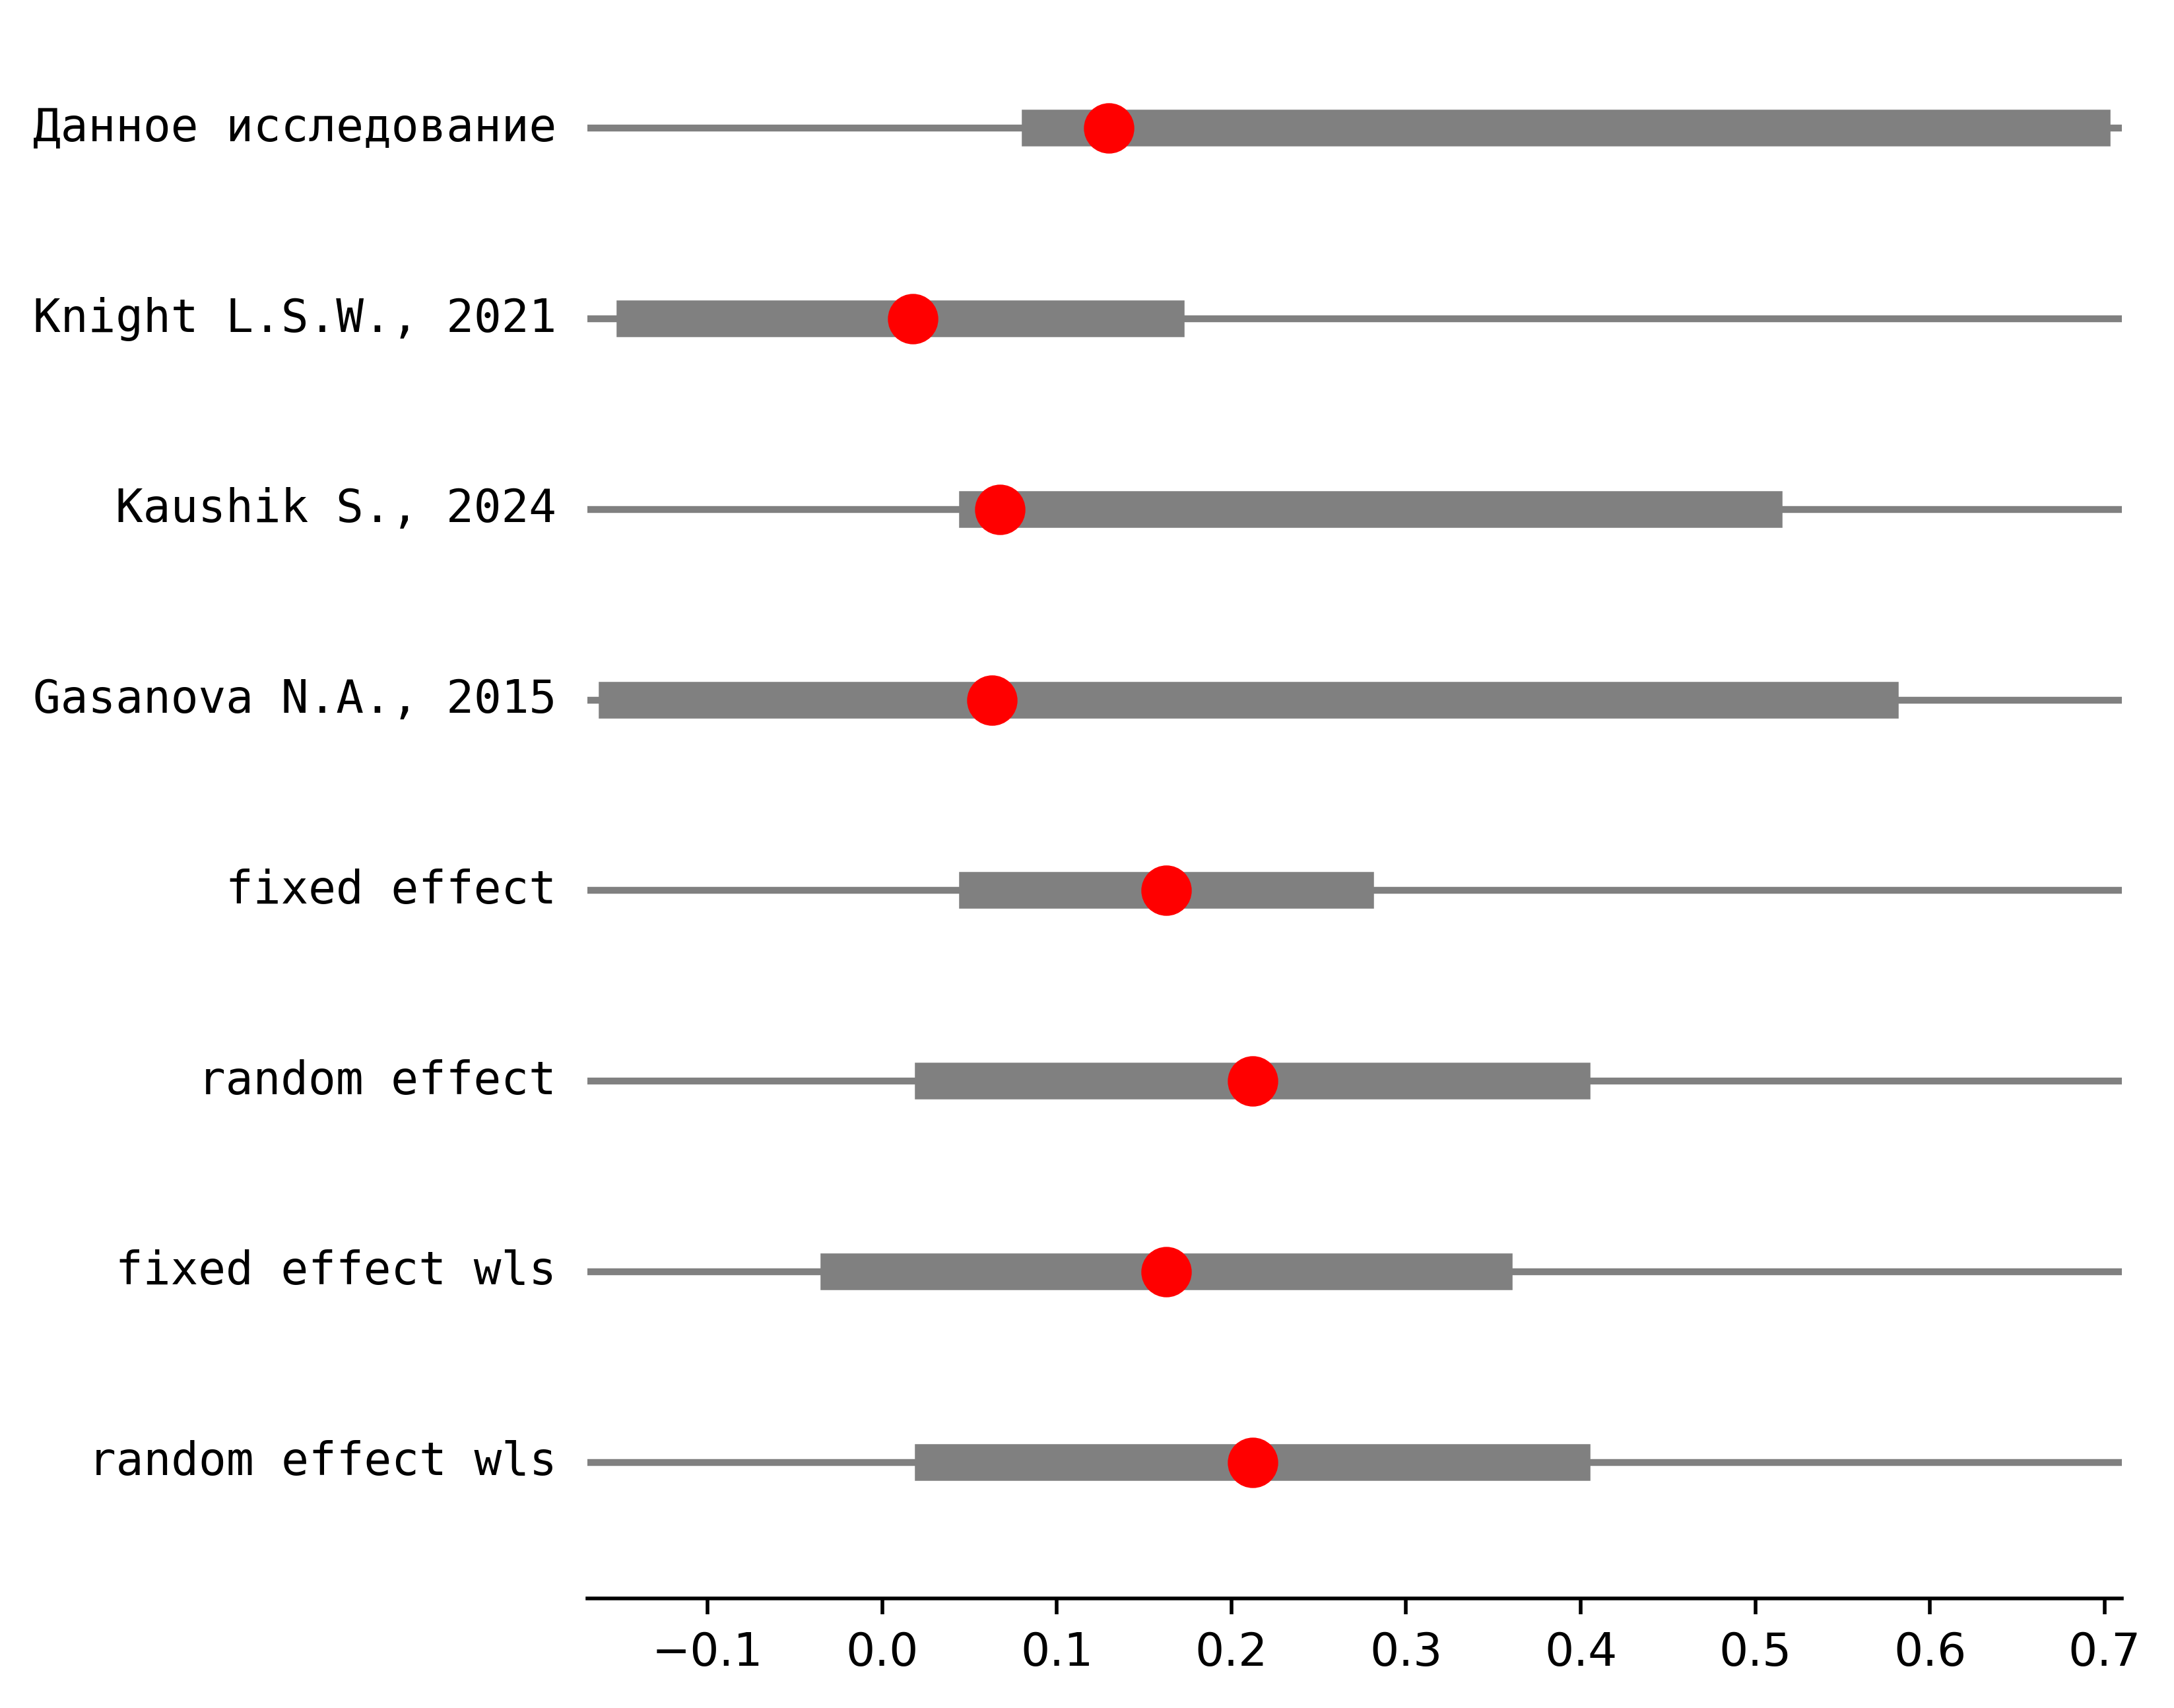 Данное исследование
Knight L.S.W., 2021
Kaushik S., 2024
Gasanova N.A., 2015
fixed effect
random effect
fixed effect wls
random effect wls
−0.1 0.0 0.1 0.2 0.3 0.4 0.5 0.6 0.7